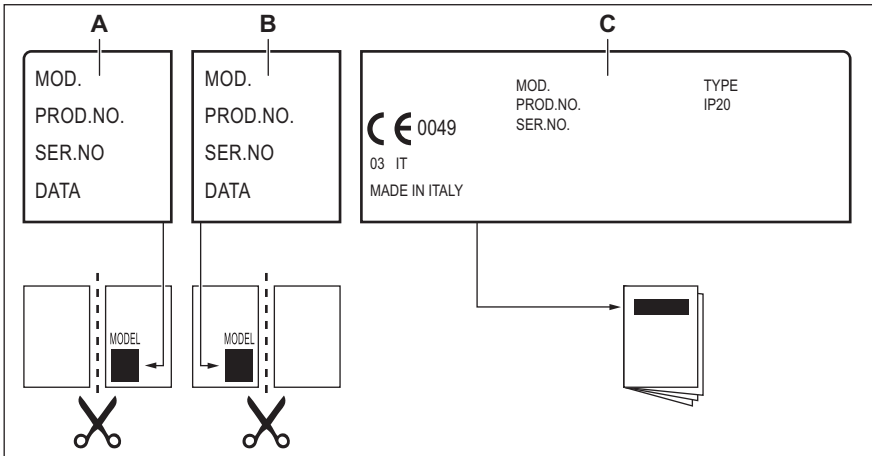 A
B
C
MOD.
PROD.NO.
SER.NO
DATA
MOD.
PROD.NO.
SER.NO
DATA
MOD.
PROD.NO.
SER.NO.
TYPE
IP20
CE 0049
03 IT
MADE IN ITALY
MODEL
MODEL